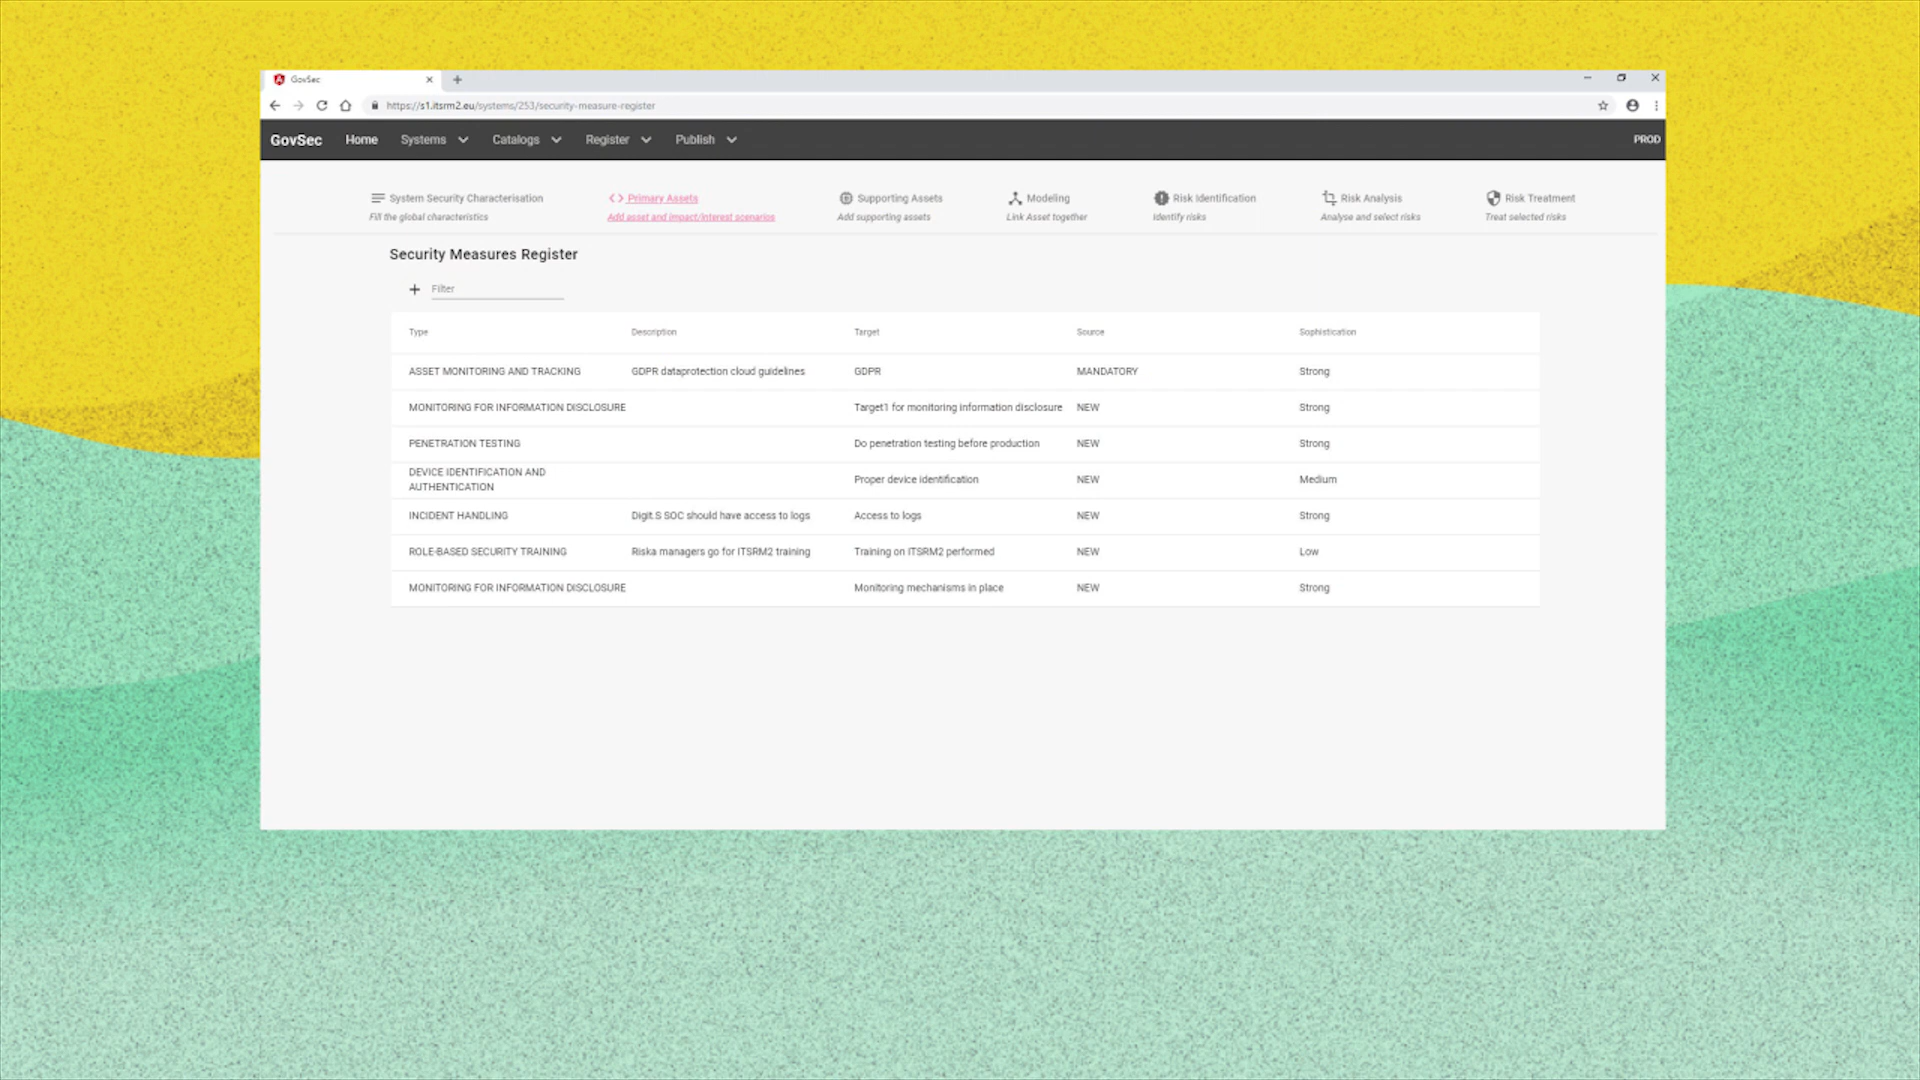 GovSec
https://s1.itsrm2.eu/systems/253/security-measure-register
GovSec Home Systems Catalogs Register Publish PROD
System Security Characterisation Primary Assets Supporting Assets Modeling Risk Identification Risk Analysis Risk Treatment
Fill the global characteristics Add asset and impact/interest scenarios Add supporting assets Link Asset together Identify risks Analyse and select risks Treat selected risks
Security Measures Register
Filter
Type Description Target Source Sophistication
ASSET MONITORING AND TRACKING GDPR dataprotection cloud guidelines GDPR MANDATORY Strong
MONITORING FOR INFORMATION DISCLOSURE Target1 for monitoring information disclosure NEW Strong
PENETRATION TESTING Do penetration testing before production NEW Strong
DEVICE IDENTIFICATION AND
AUTHENTICATION Proper device identification NEW Medium
INCIDENT HANDLING Digit.S SOC should have access to logs Access to logs NEW Strong
ROLE-BASED SECURITY TRAINING Riska managers go for ITSRM2 training Training on ITSRM2 performed NEW Low
MONITORING FOR INFORMATION DISCLOSURE Monitoring mechanisms in place NEW Strong